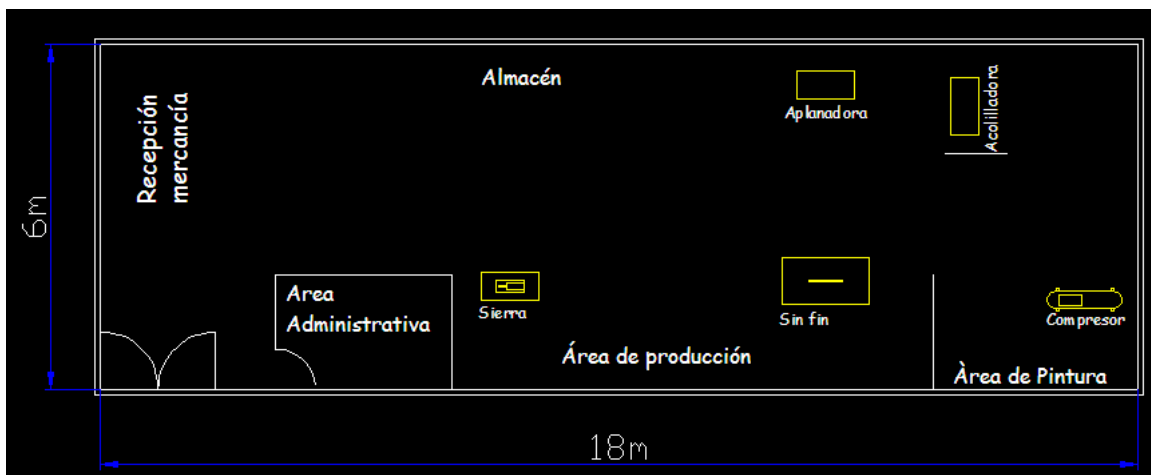 Recepción
mercancía
Almacén
Aplanadora
Acolilladora
6m
Area
Administrativa
Sierra
Sin fin
Compresor
Área de producción
Àrea de Pintura
18m